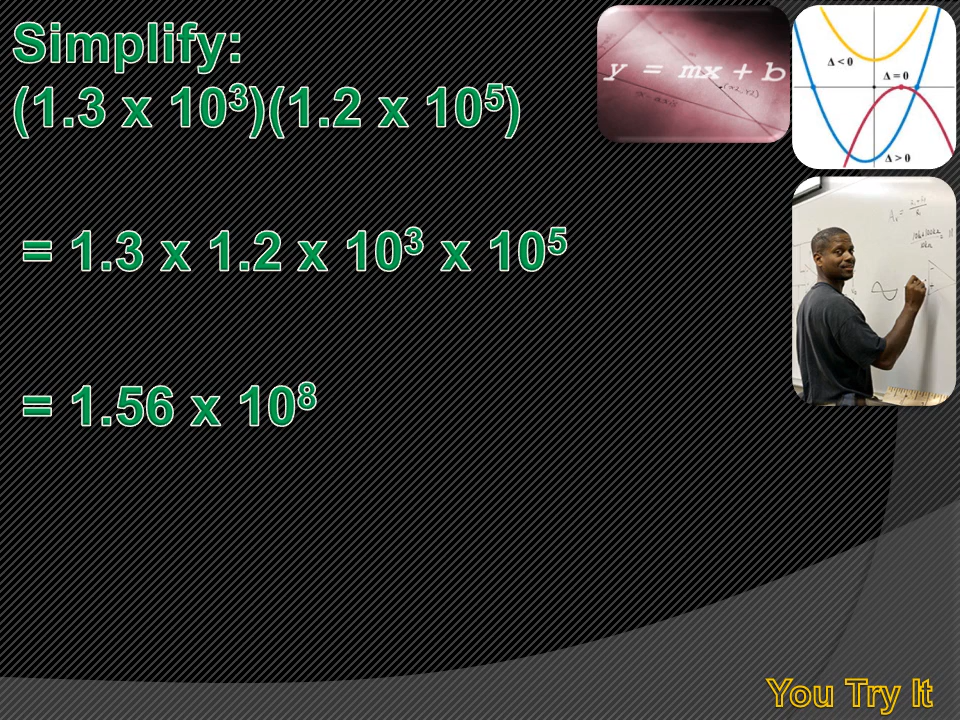 Simplify:
(1.3 x 10³)(1.2 x 10⁵)
= 1.3 x 1.2 x 10³ x 10⁵
= 1.56 x 10⁸
y = mx + b
Δ < 0
Δ = 0
Δ > 0
You Try It